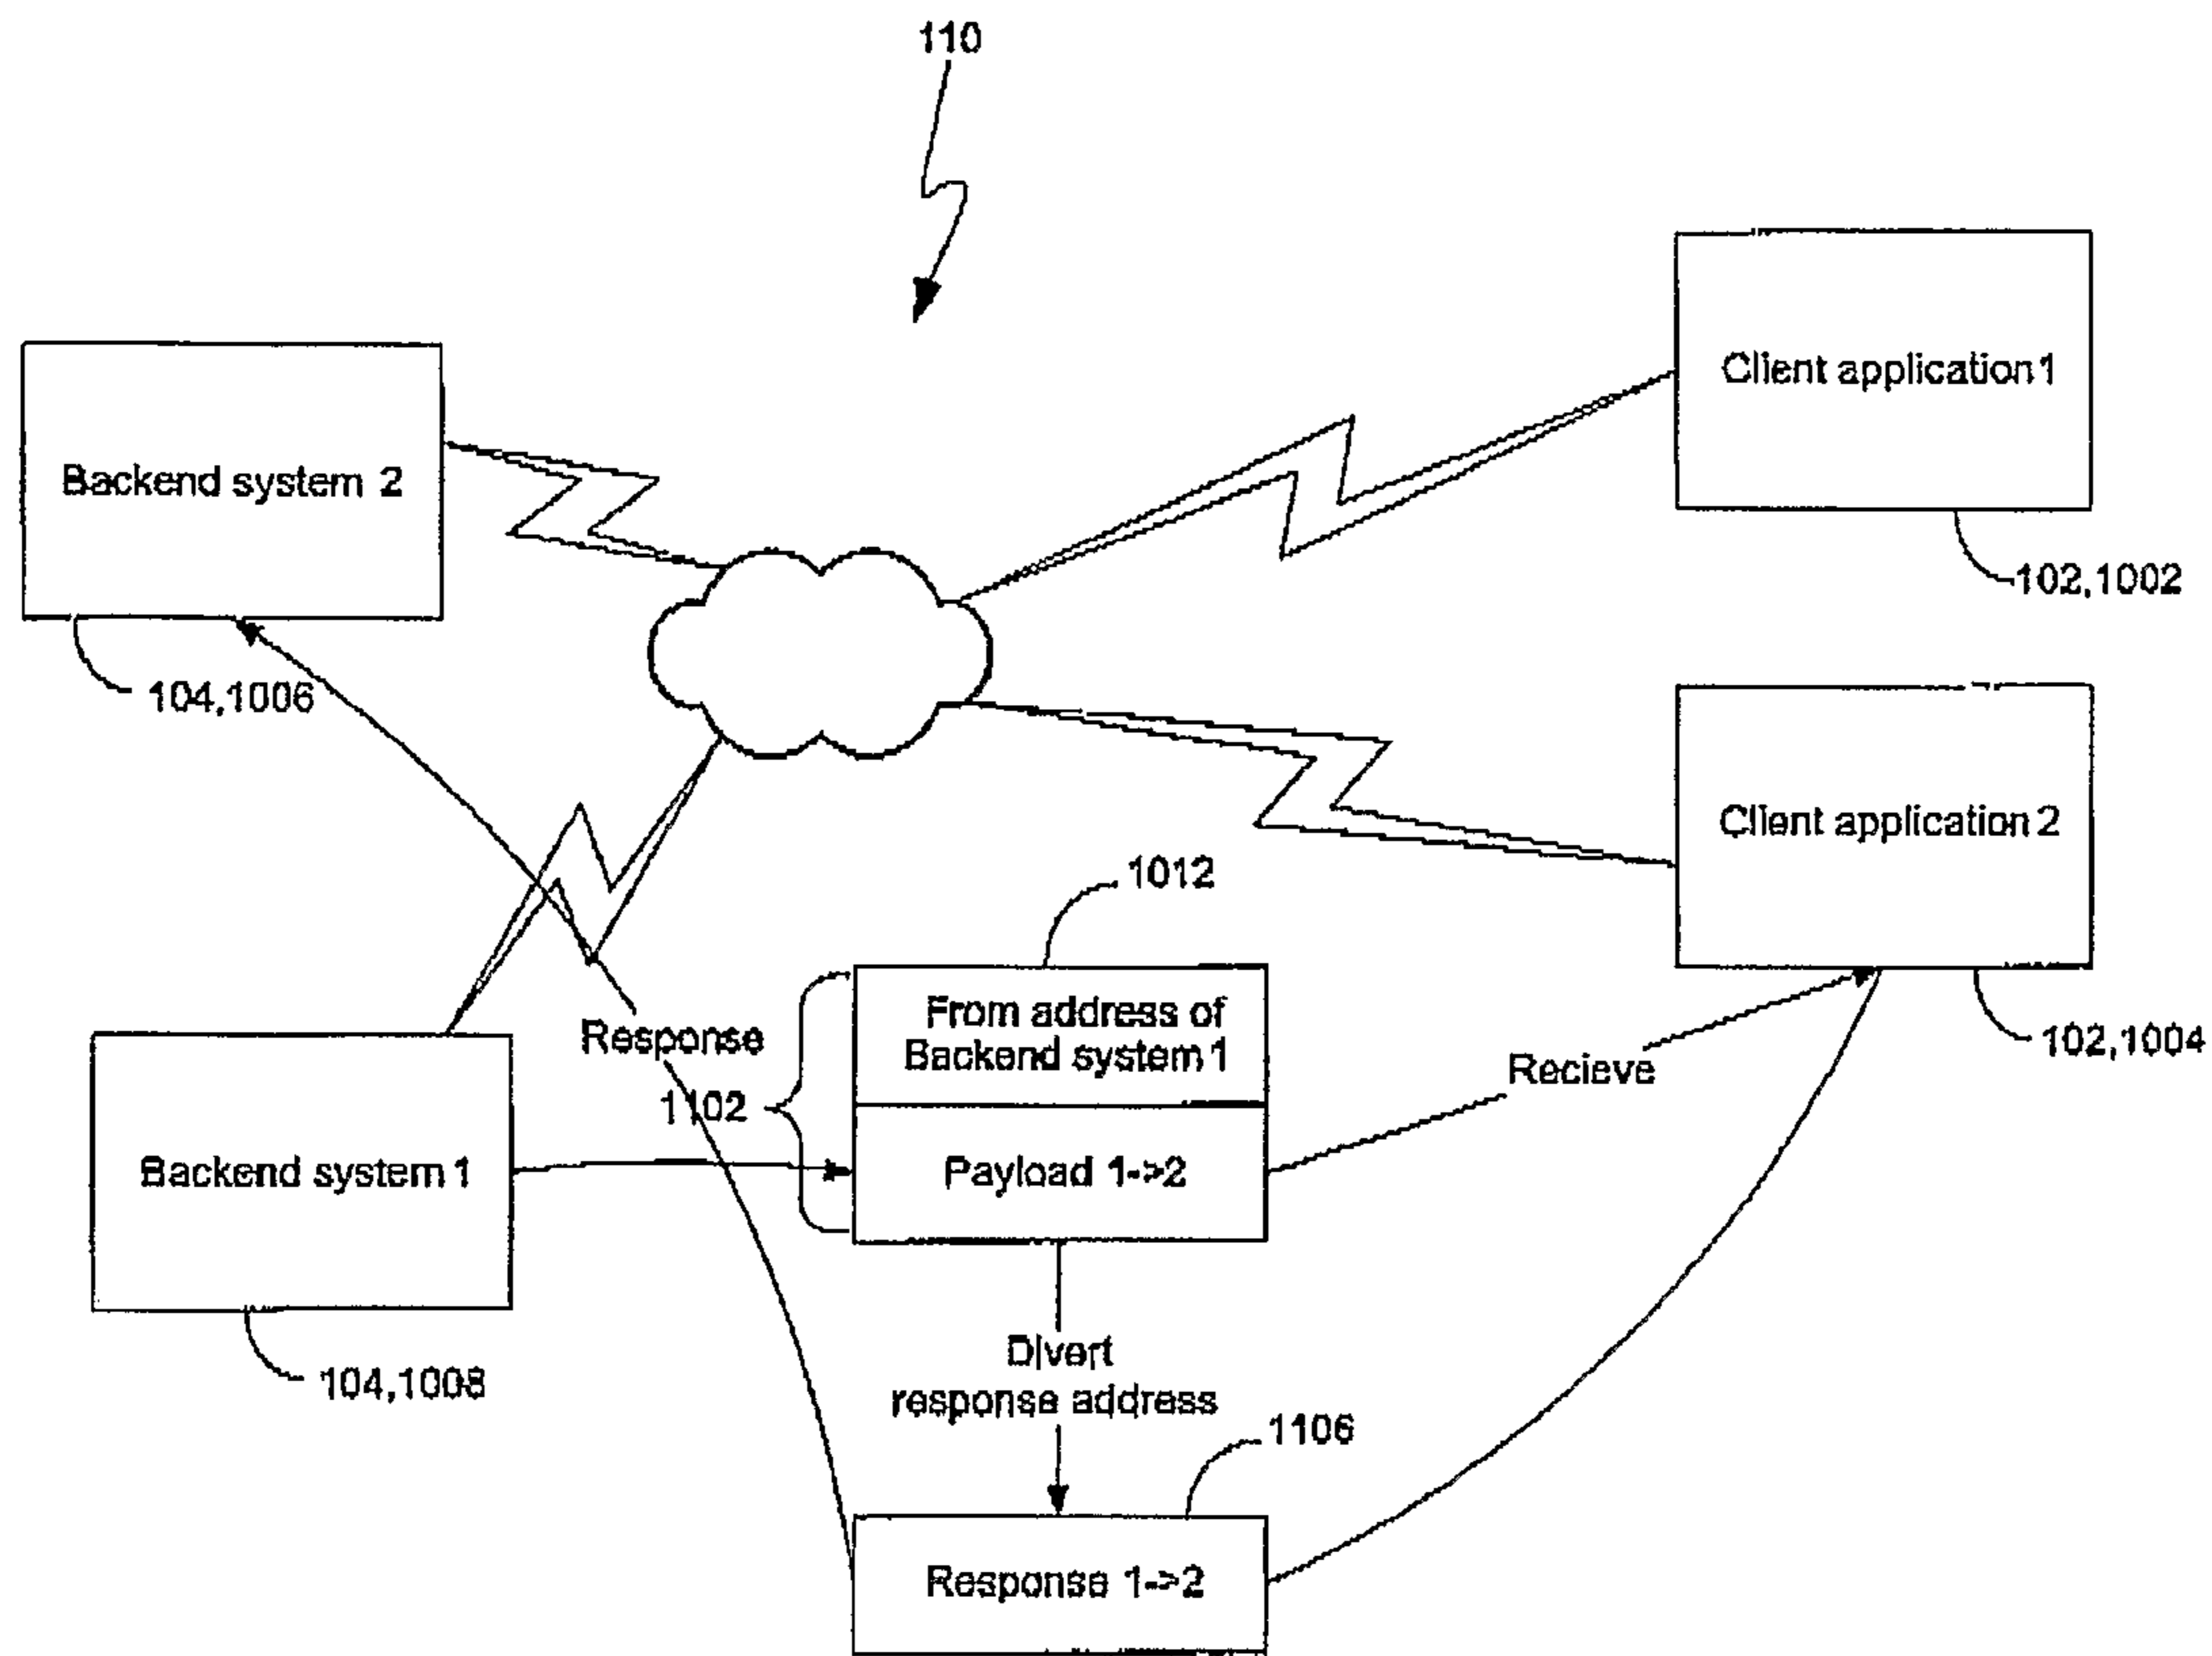 110
Client application 1
Backend system 2
102,1002
104,1006
Client application 2
1012
From address of
Backend system 1
Response
102,1004
Recieve
1102
Backend system 1
Payload 1->2
Divert
response address
104,1008
1106
Response 1->2